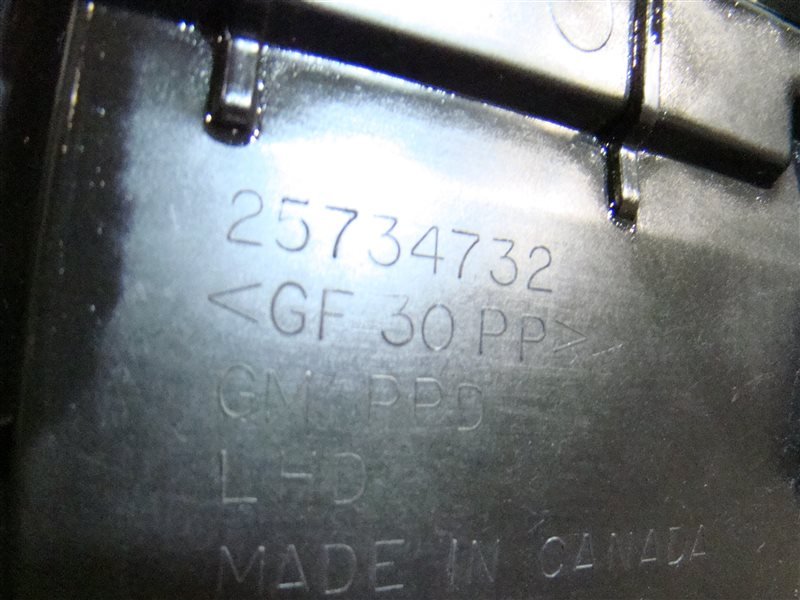 25734732
<GF 30 PP>
GM PPD
LHD
MADE IN CANADA